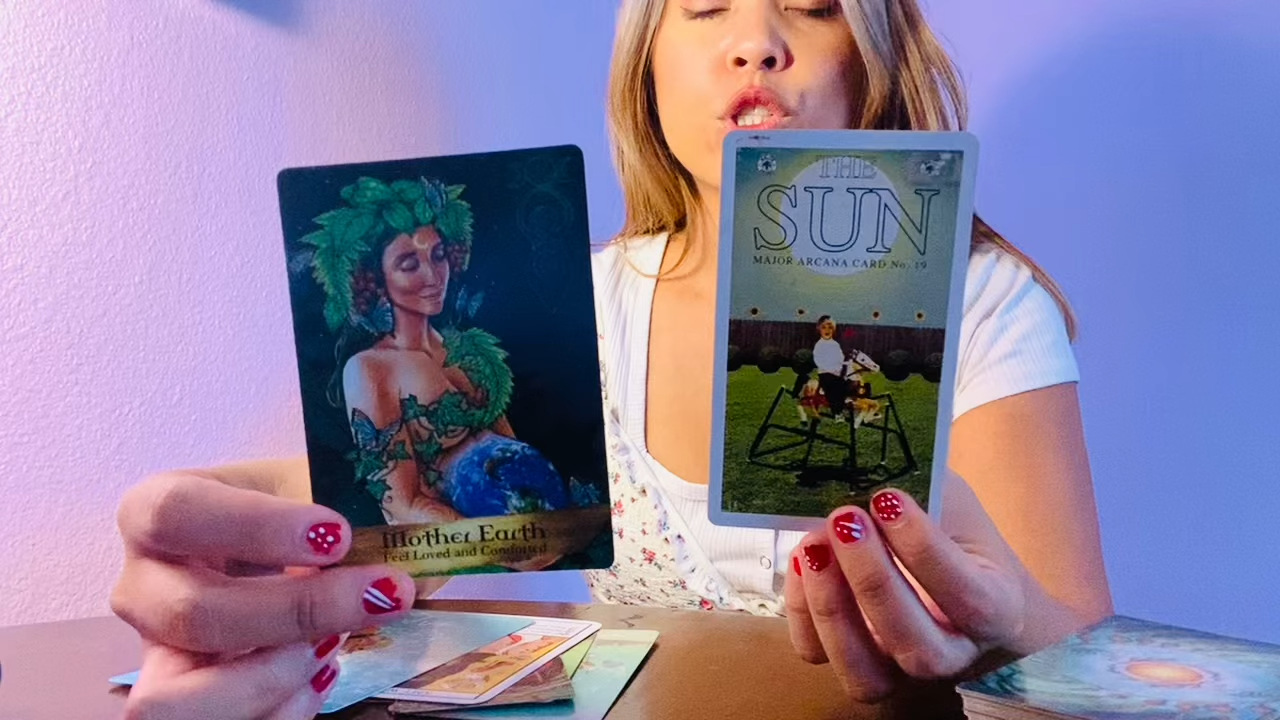 Mother Earth
Feel Loved and Comforted
THE
SUN
MAJOR ARCANA CARD No. 19